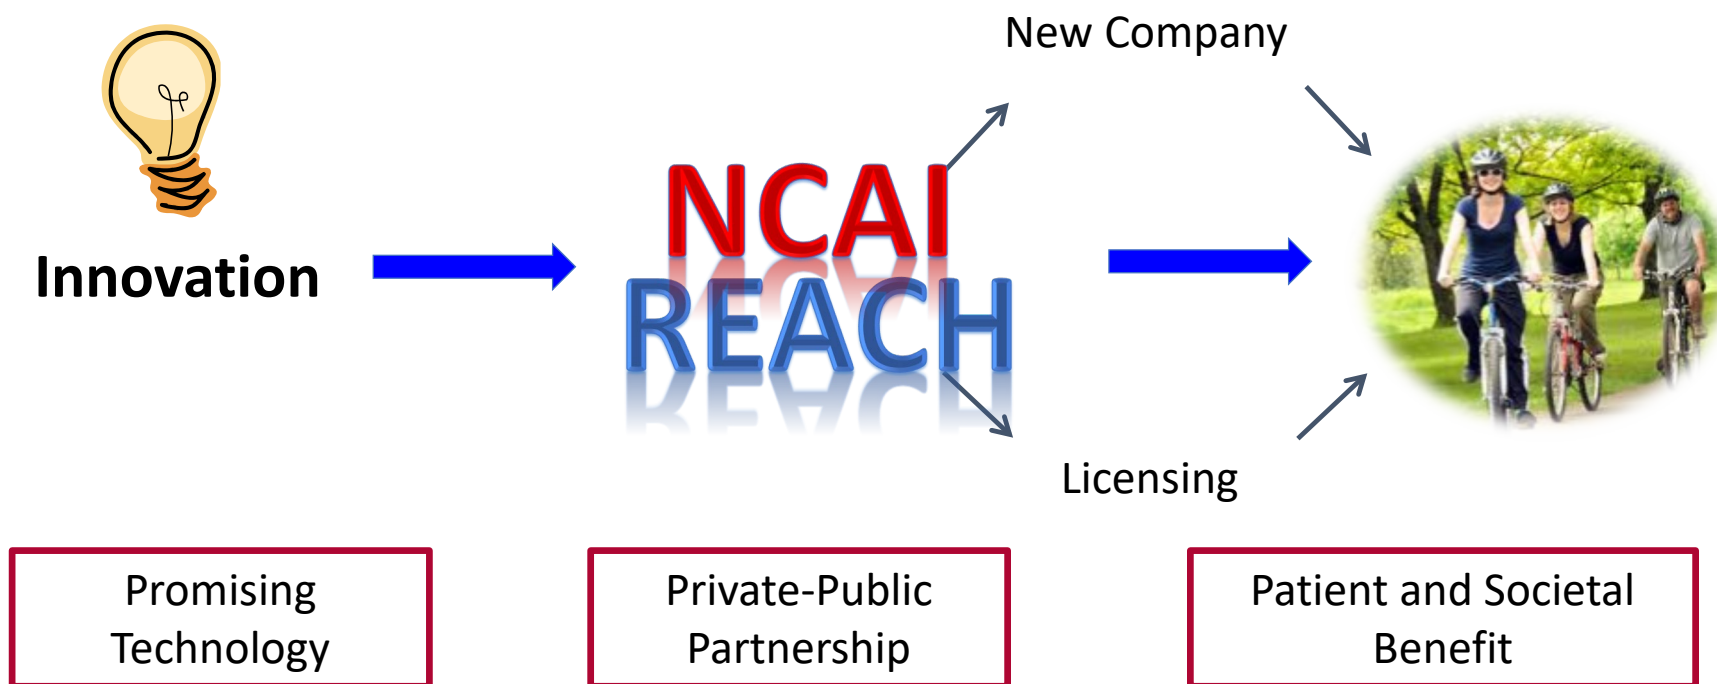 New Company
Innovation
NCAI
REACH
Licensing
Promising
Technology
Private-Public
Partnership
Patient and Societal
Benefit